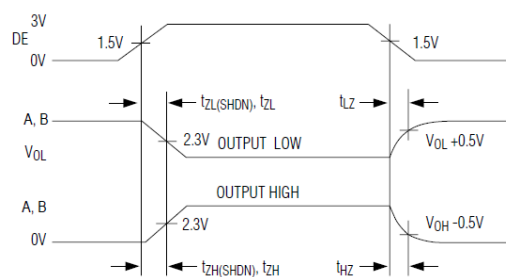 3V
DE
1.5V
1.5V
0V
tZL(SHDN), tZL
tLZ
A, B
2.3V
OUTPUT LOW
VOL +0.5V
VOL
OUTPUT HIGH
A, B
2.3V
VOH -0.5V
0V
tZH(SHDN), tZH
tHZ